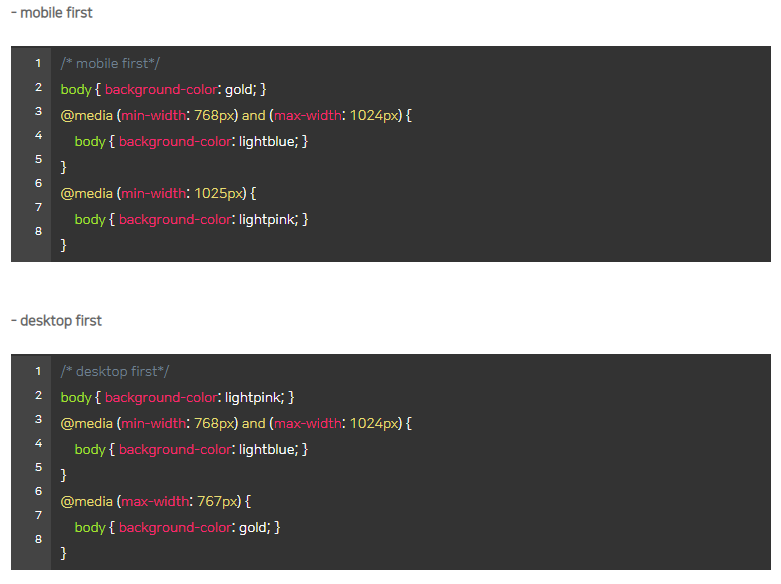 - mobile first
1 /* mobile first*/
2 body { background-color: gold; }
3 @media (min-width: 768px) and (max-width: 1024px) {
4 body { background-color: lightblue; }
5 }
6 @media (min-width: 1025px) {
7 body { background-color: lightpink; }
8 }
- desktop first
1 /* desktop first*/
2 body { background-color: lightpink; }
3 @media (min-width: 768px) and (max-width: 1024px) {
4 body { background-color: lightblue; }
5 }
6 @media (max-width: 767px) {
7 body { background-color: gold; }
8 }